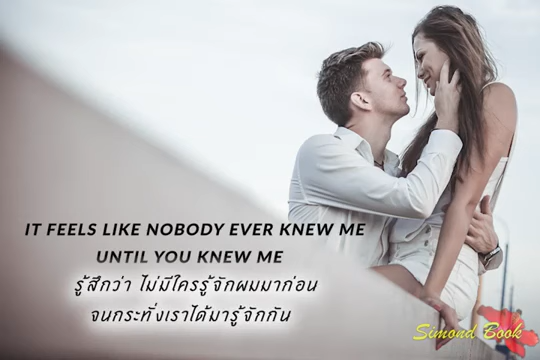 IT FEELS LIKE NOBODY EVER KNEW ME
UNTIL YOU KNEW ME
รู้สึกว่า ไม่มีใครรู้จักผมมาก่อน
จนกระทั่งเราได้มารู้จักกัน
Simond Book